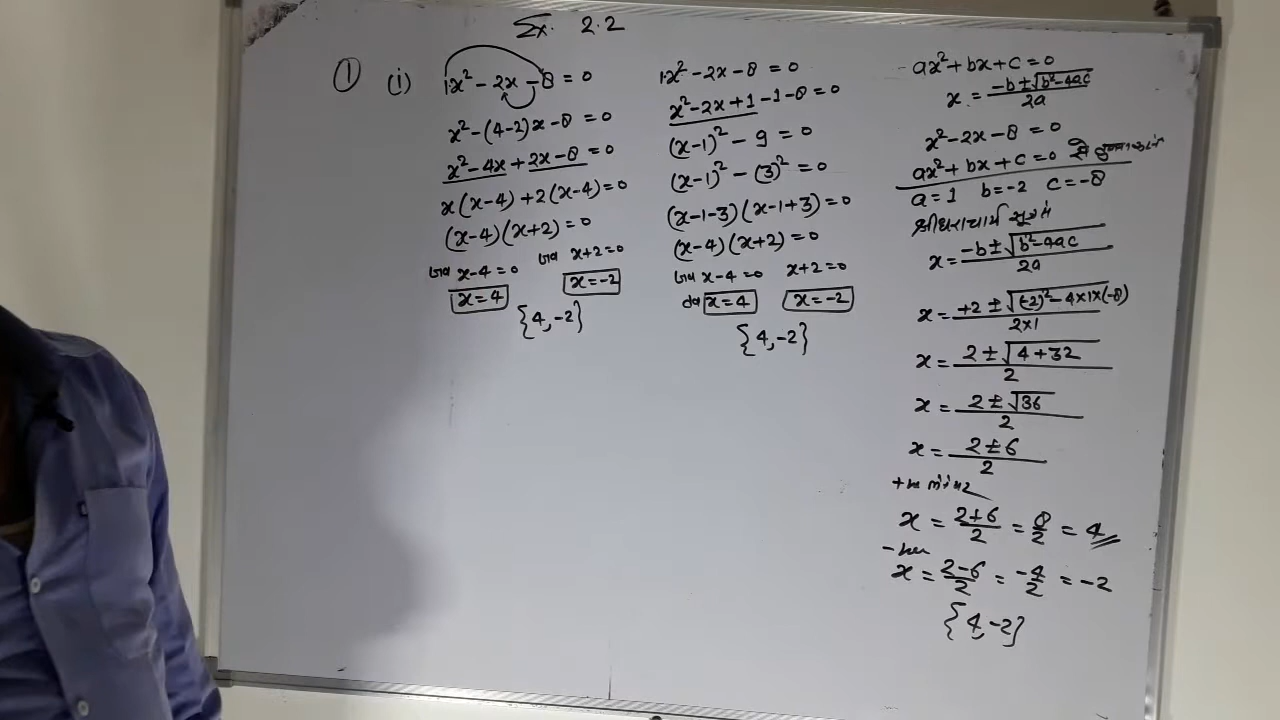 Ex. 2.2
① (i) 1x² - 2x - 8 = 0
x² - (4-2)x - 8 = 0
x² - 4x + 2x - 8 = 0
x(x-4) + 2(x-4) = 0
(x-4)(x+2) = 0
जब x-4=0 जब x+2=0
x=4 x=-2
{4, -2}
1x² - 2x - 8 = 0
x² - 2x + 1 - 1 - 8 = 0
(x-1)² - 9 = 0
(x-1)² - (3)² = 0
(x-1-3)(x-1+3) = 0
(x-4)(x+2) = 0
जब x-4=0 x+2=0
तब x=4 x=-2
{4, -2}
ax² + bx + c = 0
x = (-b ± √(b²-4ac))/2a
x² - 2x - 8 = 0
ax² + bx + c = 0 से
a=1 b=-2 c=-8
श्रीधराचार्य सूत्र से
x = (-b ± √(b²-4ac))/2a
x = (+2 ± √((-2)² - 4×1×(-8)))/2×1
x = (2 ± √(4+32))/2
x = (2 ± √36)/2
x = (2 ± 6)/2
x = (2+6)/2 = 8/2 = 4
x = (2-6)/2 = -4/2 = -2
{4, -2}